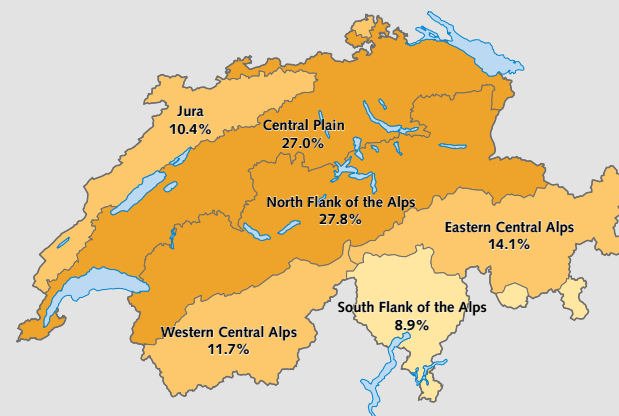 Jura
10.4%
Central Plain
27.0%
North Flank of the Alps
27.8%
Eastern Central Alps
14.1%
South Flank of the Alps
8.9%
Western Central Alps
11.7%